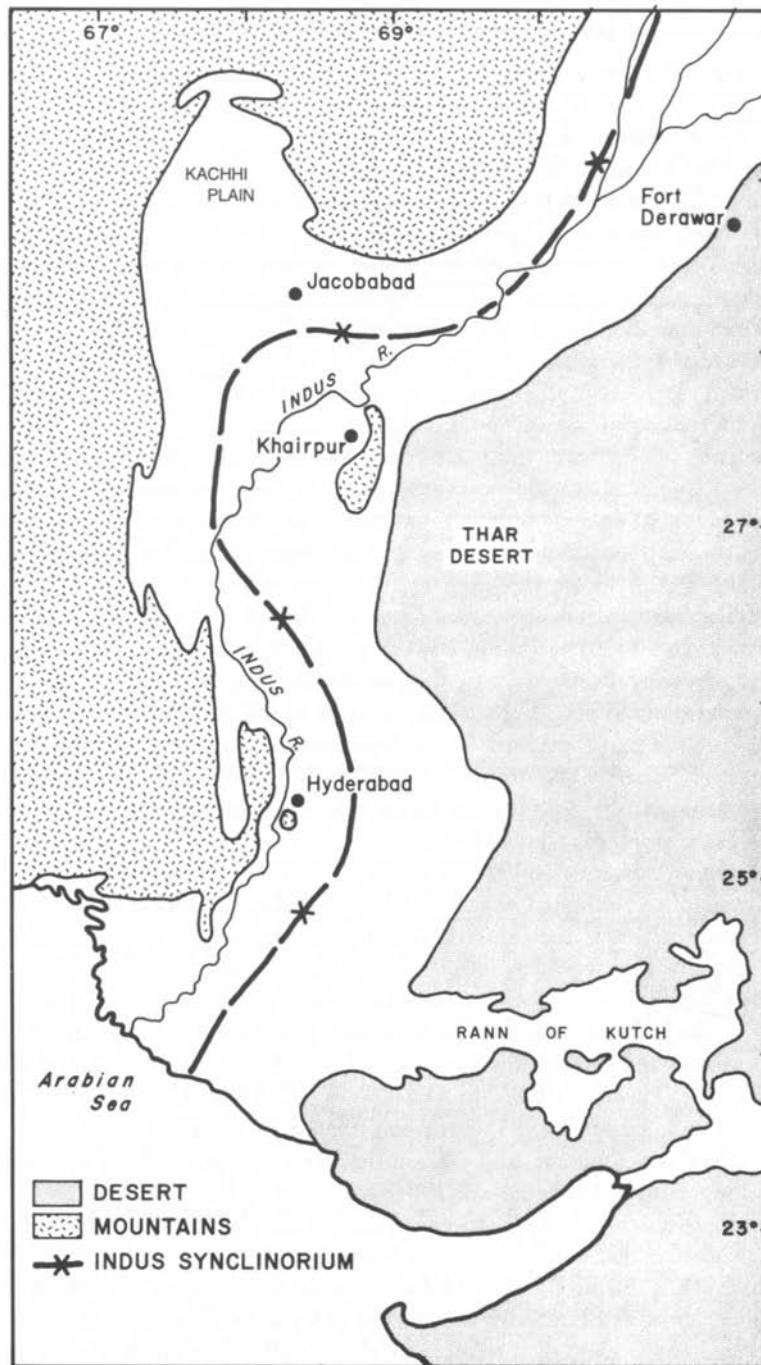 67°
69°
KACHHI
PLAIN
Fort
Derawar
Jacobabad
INDUS R.
Khairpur
27°
THAR
DESERT
INDUS R.
Hyderabad
25°
RANN OF KUTCH
Arabian
Sea
DESERT
MOUNTAINS
23°
INDUS SYNCLINORIUM